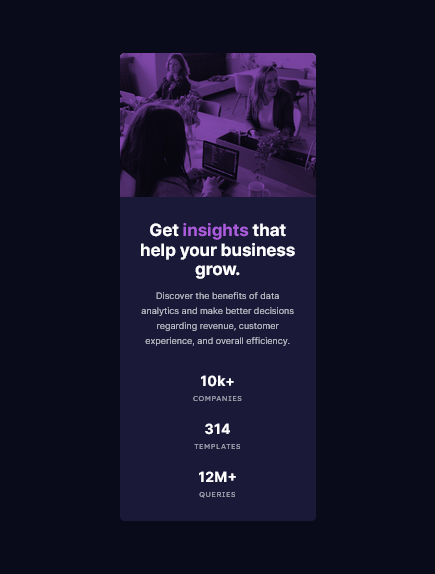 Get insights that
help your business
grow.
Discover the benefits of data
analytics and make better decisions
regarding revenue, customer
experience, and overall efficiency.
10k+
COMPANIES
314
TEMPLATES
12M+
QUERIES